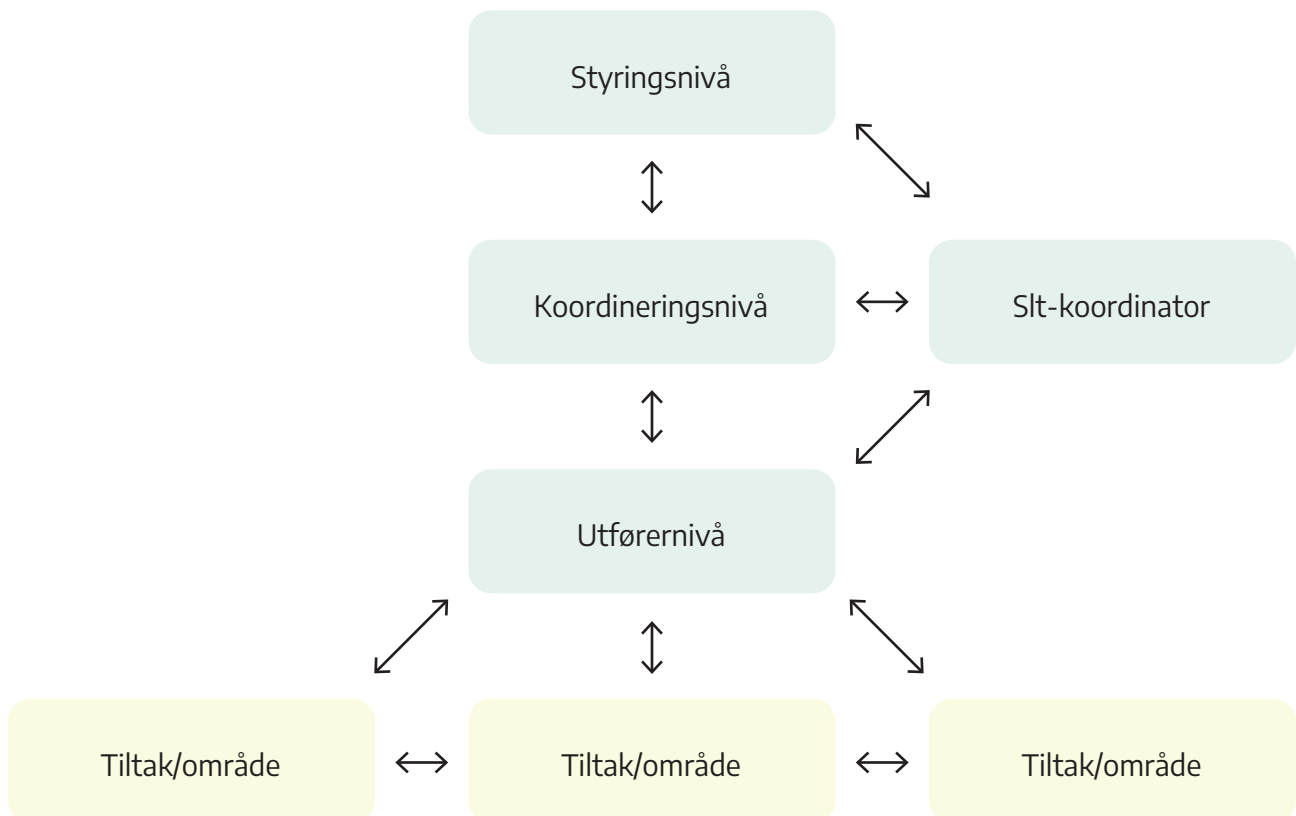 Styringsnivå
Koordineringsnivå
Slt-koordinator
Utførernivå
Tiltak/område
Tiltak/område
Tiltak/område